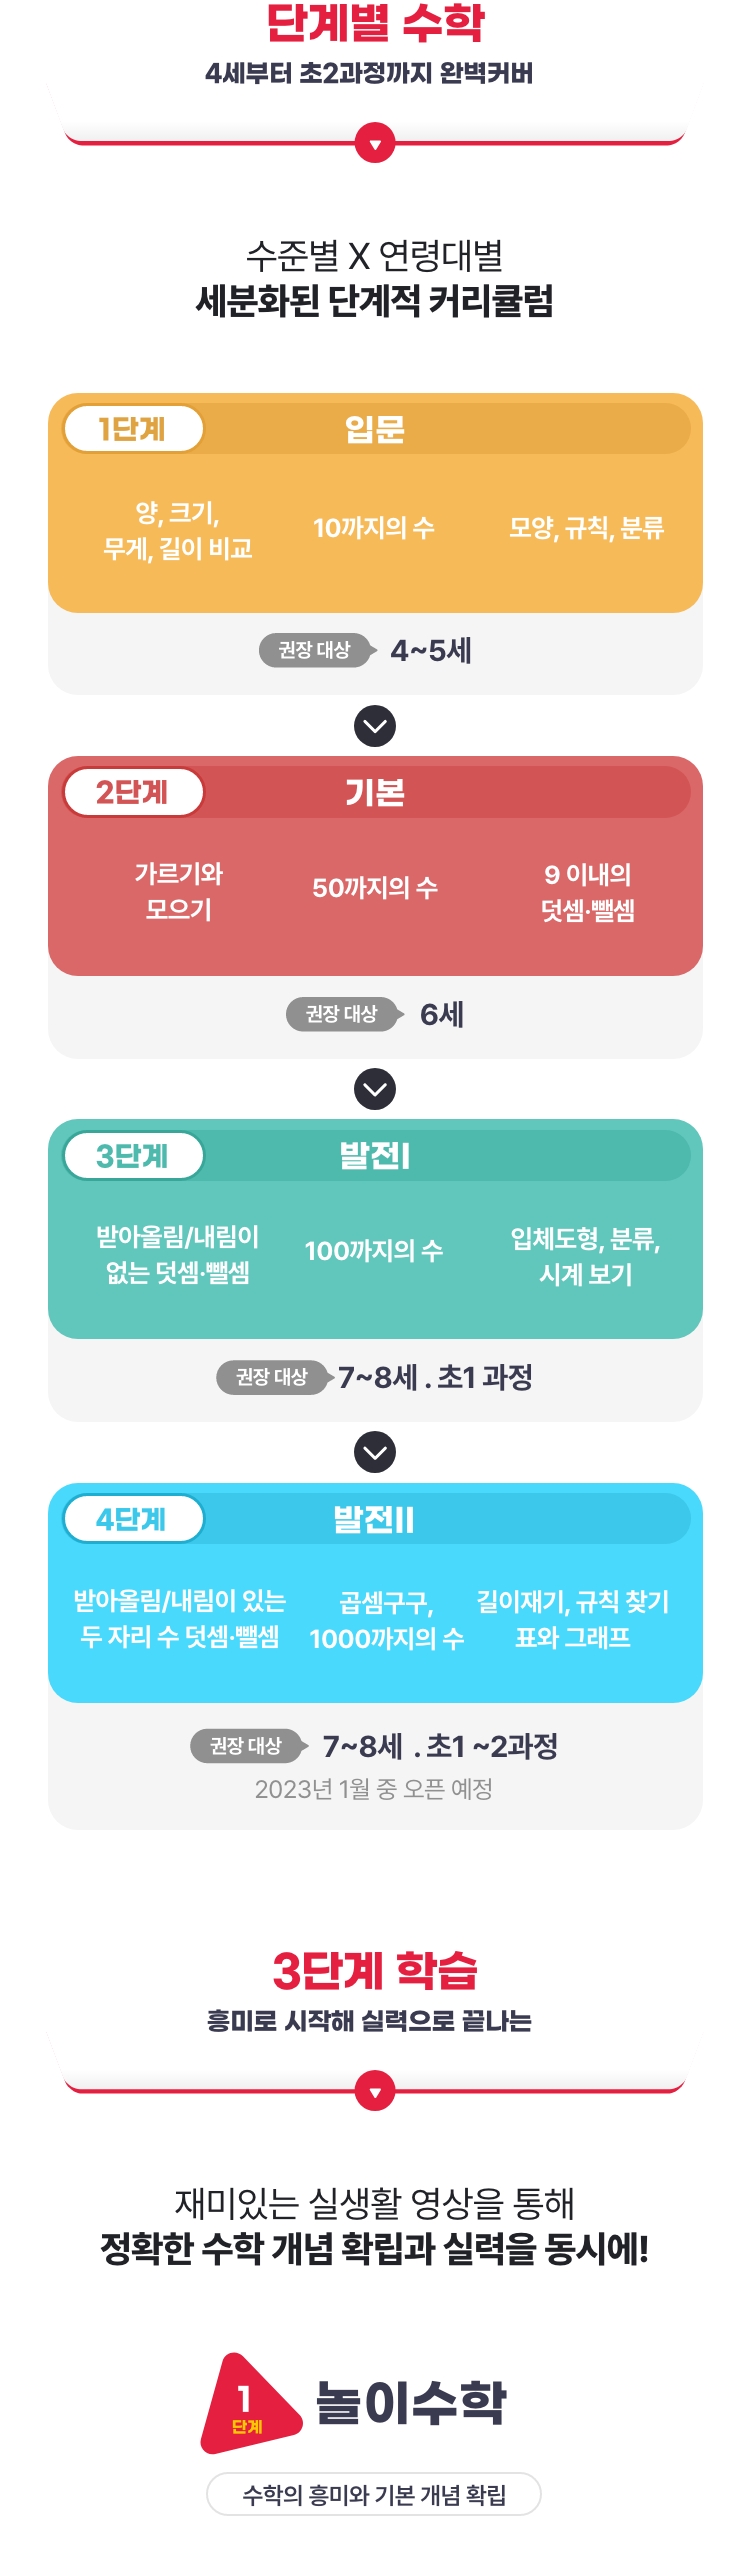 단계별 수학
4세부터 초2과정까지 완벽커버
수준별 X 연령대별
세분화된 단계적 커리큘럼
1단계 입문
양, 크기,
무게, 길이 비교
10까지의 수
모양, 규칙, 분류
권장 대상 4~5세
2단계 기본
가르기와
모으기
50까지의 수
9 이내의
덧셈·뺄셈
권장 대상 6세
3단계 발전I
받아올림/내림이
없는 덧셈·뺄셈
100까지의 수
입체도형, 분류,
시계 보기
권장 대상 7~8세 . 초1 과정
4단계 발전II
받아올림/내림이 있는
두 자리 수 덧셈·뺄셈
곱셈구구,
1000까지의 수
길이재기, 규칙 찾기
표와 그래프
권장 대상 7~8세 . 초1 ~2과정
2023년 1월 중 오픈 예정
3단계 학습
흥미로 시작해 실력으로 끝나는
재미있는 실생활 영상을 통해
정확한 수학 개념 확립과 실력을 동시에!
1
단계
놀이수학
수학의 흥미와 기본 개념 확립